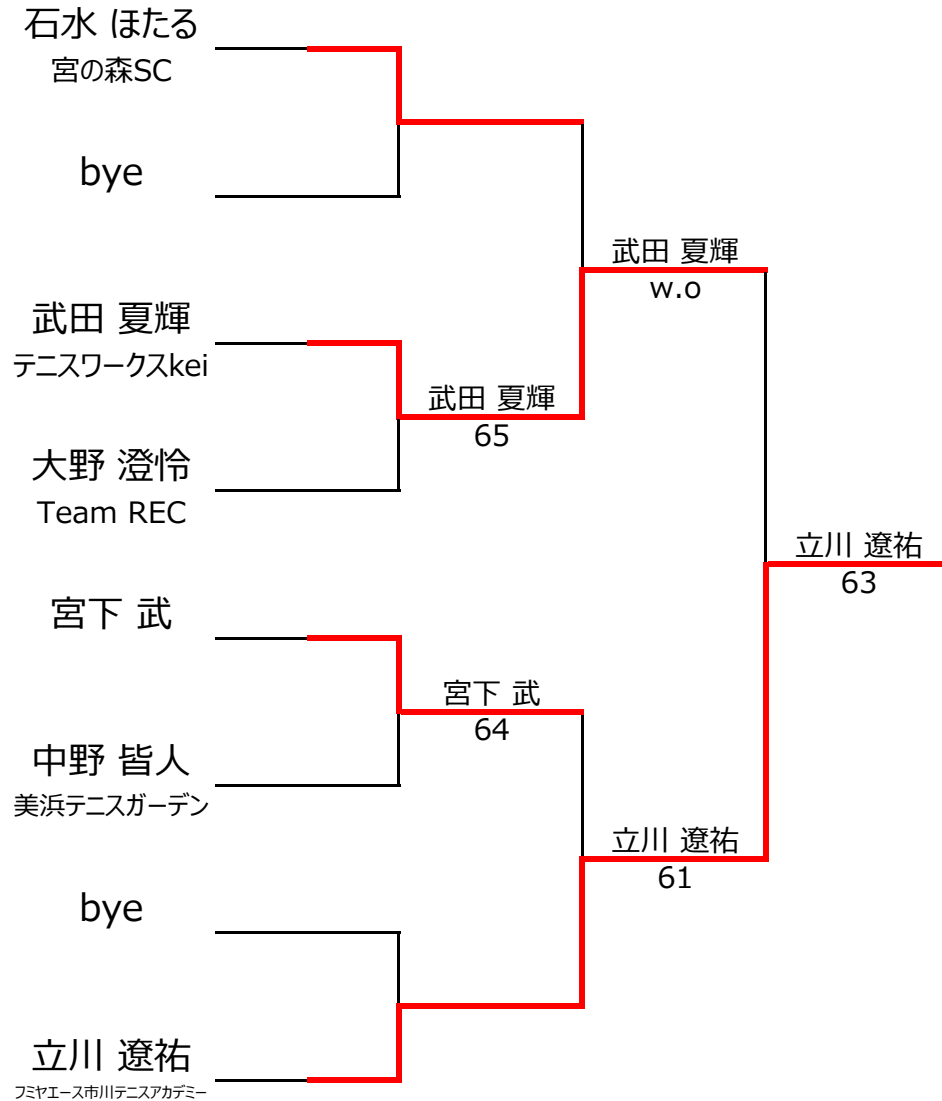 石水 ほたる
宮の森SC
bye
武田 夏輝
w.o
武田 夏輝
テニスワークスkei
武田 夏輝
65
大野 澄怜
Team REC
立川 遼祐
63
宮下 武
宮下 武
64
中野 皆人
美浜テニスガーデン
立川 遼祐
61
bye
立川 遼祐
フミヤエース市川テニスアカデミー